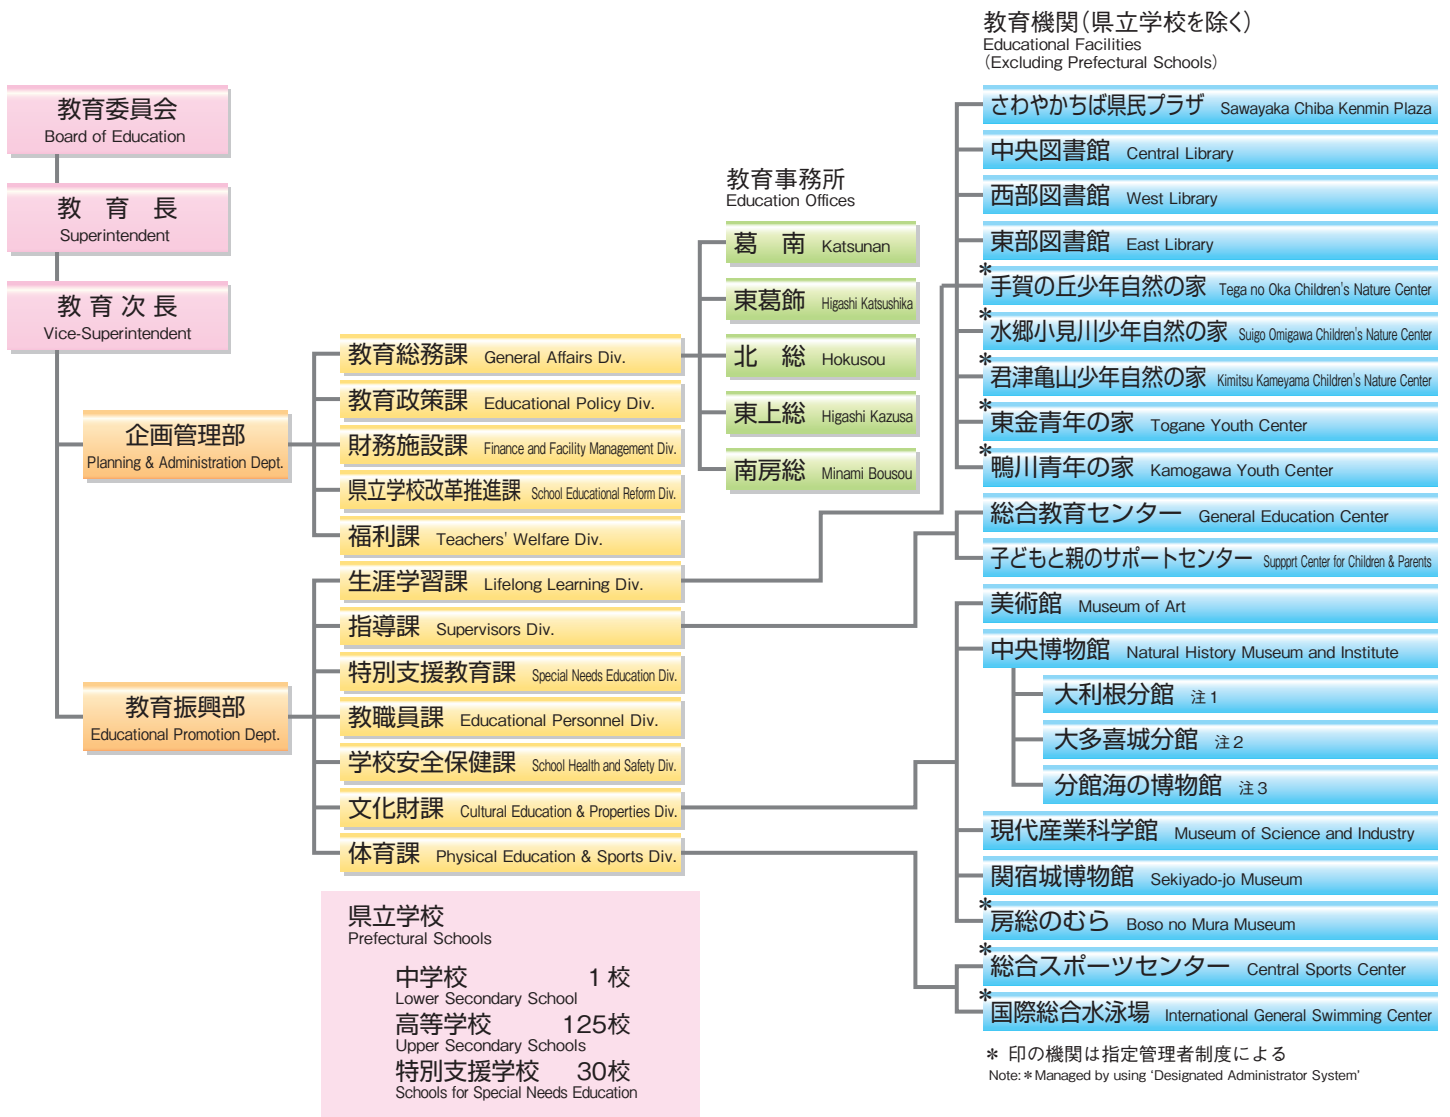 教育機関（県立学校を除く）
Educational Facilities
（Excluding Prefectural Schools）
教育委員会
Board of Education
教　育　長
Superintendent
教 育 次 長
Vice-Superintendent
企画管理部
Planning & Administration Dept.
教育振興部
Educational Promotion Dept.
教育総務課 General Affairs Div.
教育政策課 Educational Policy Div.
財務施設課 Finance and Facility Management Div.
県立学校改革推進課 School Educational Reform Div.
福利課 Teachers' Welfare Div.
生涯学習課 Lifelong Learning Div.
指導課 Supervisors Div.
特別支援教育課 Special Needs Education Div.
教職員課 Educational Personnel Div.
学校安全保健課 School Health and Safety Div.
文化財課 Cultural Education & Properties Div.
体育課 Physical Education & Sports Div.
教育事務所
Education Offices
葛　南 Katsunan
東葛飾 Higashi Katsushika
北　総 Hokusou
東上総 Higashi Kazusa
南房総 Minami Bousou
さわやかちば県民プラザ Sawayaka Chiba Kenmin Plaza
中央図書館 Central Library
西部図書館 West Library
東部図書館 East Library
＊手賀の丘少年自然の家 Tega no Oka Children's Nature Center
＊水郷小見川少年自然の家 Suigo Omigawa Children's Nature Center
＊君津亀山少年自然の家 Kimitsu Kameyama Children's Nature Center
＊東金青年の家 Togane Youth Center
＊鴨川青年の家 Kamogawa Youth Center
総合教育センター General Education Center
子どもと親のサポートセンター Suppprt Center for Children & Parents
美術館 Museum of Art
中央博物館 Natural History Museum and Institute
大利根分館 注1
大多喜城分館 注2
分館海の博物館 注3
現代産業科学館 Museum of Science and Industry
関宿城博物館 Sekiyado-jo Museum
＊房総のむら Boso no Mura Museum
＊総合スポーツセンター Central Sports Center
＊国際総合水泳場 International General Swimming Center
＊ 印の機関は指定管理者制度による
Note:＊Managed by using ‘Designated Administrator System’
県立学校
Prefectural Schools
中学校 1校
Lower Secondary School
高等学校 125校
Upper Secondary Schools
特別支援学校 30校
Schools for Special Needs Education